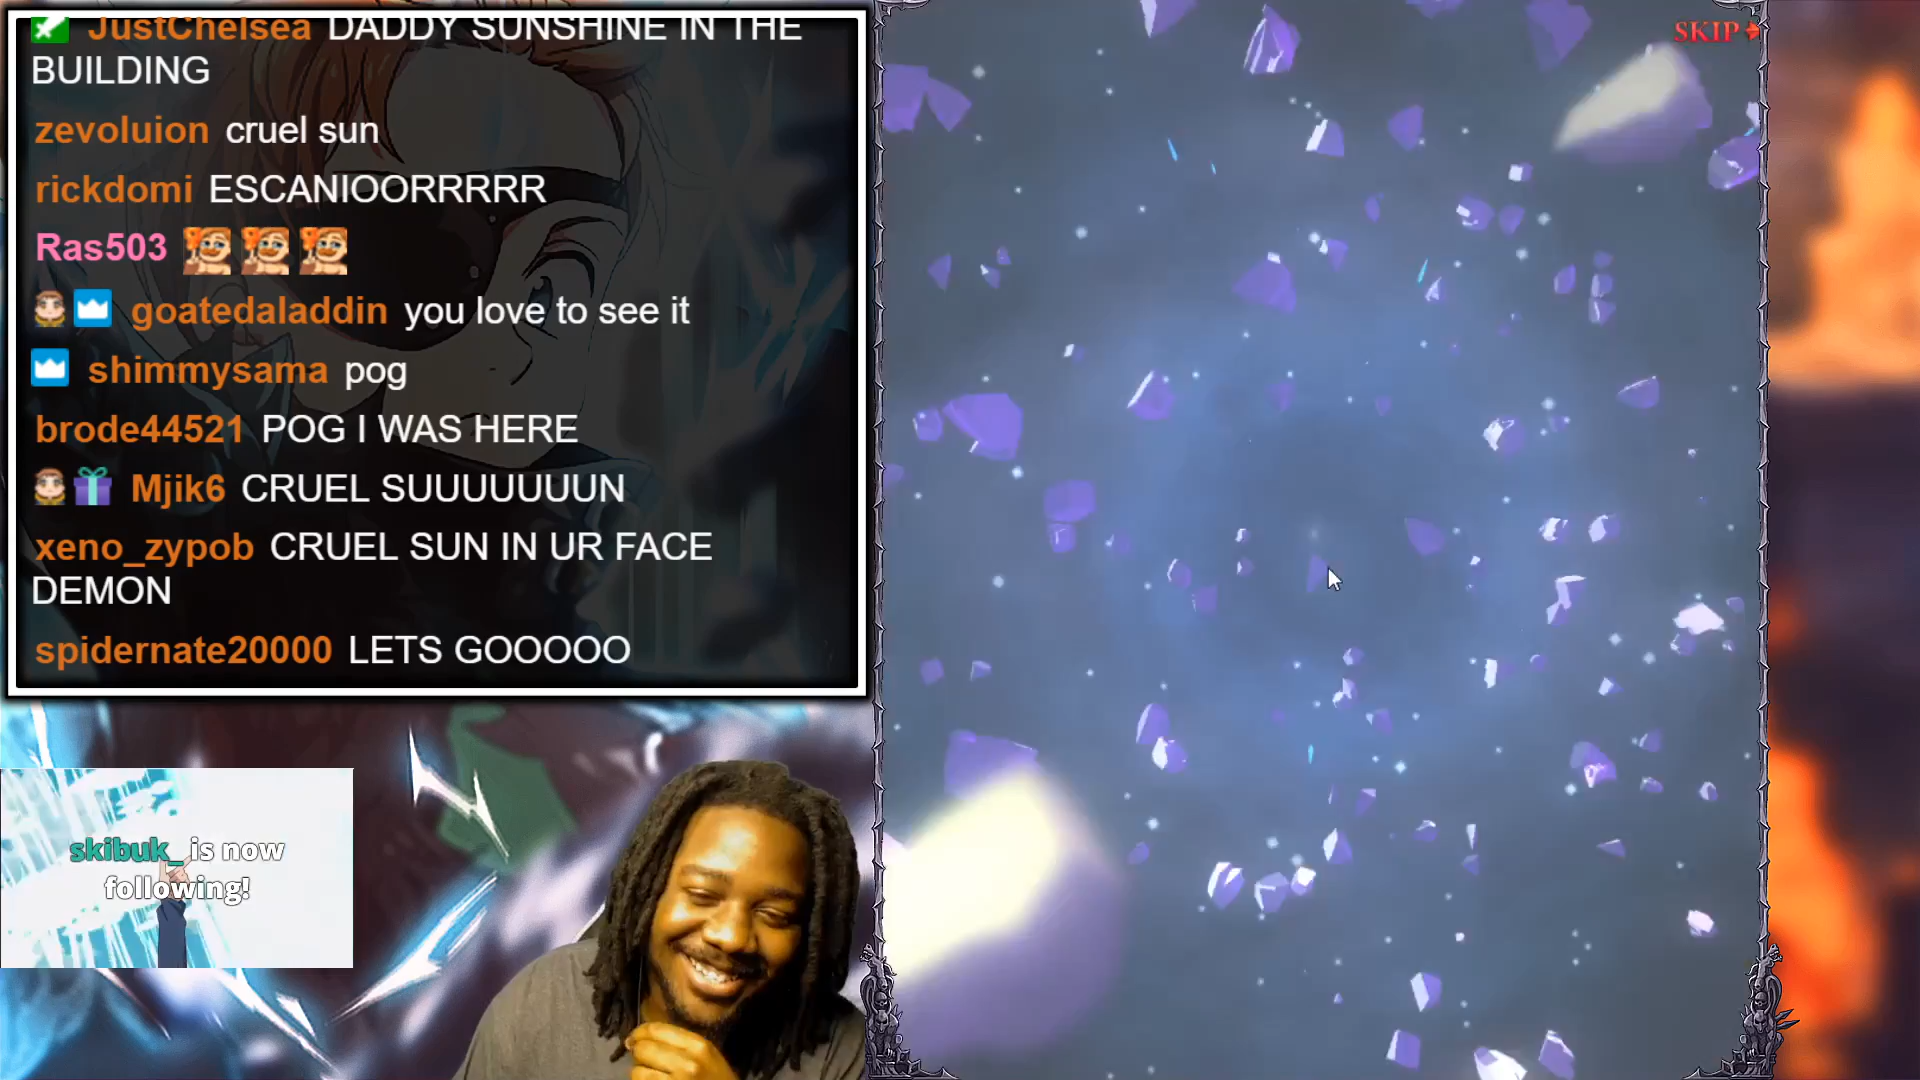 JustChelsea DADDY SUNSHINE IN THE
BUILDING
zevoluion cruel sun
rickdomi ESCANIOORRRRR
Ras503
goatedaladdin you love to see it
shimmysama pog
brode44521 POG I WAS HERE
Mjik6 CRUEL SUUUUUUUN
xeno_zypob CRUEL SUN IN UR FACE
DEMON
spidernate20000 LETS GOOOOO
skibuk_ is now
following!
SKIP